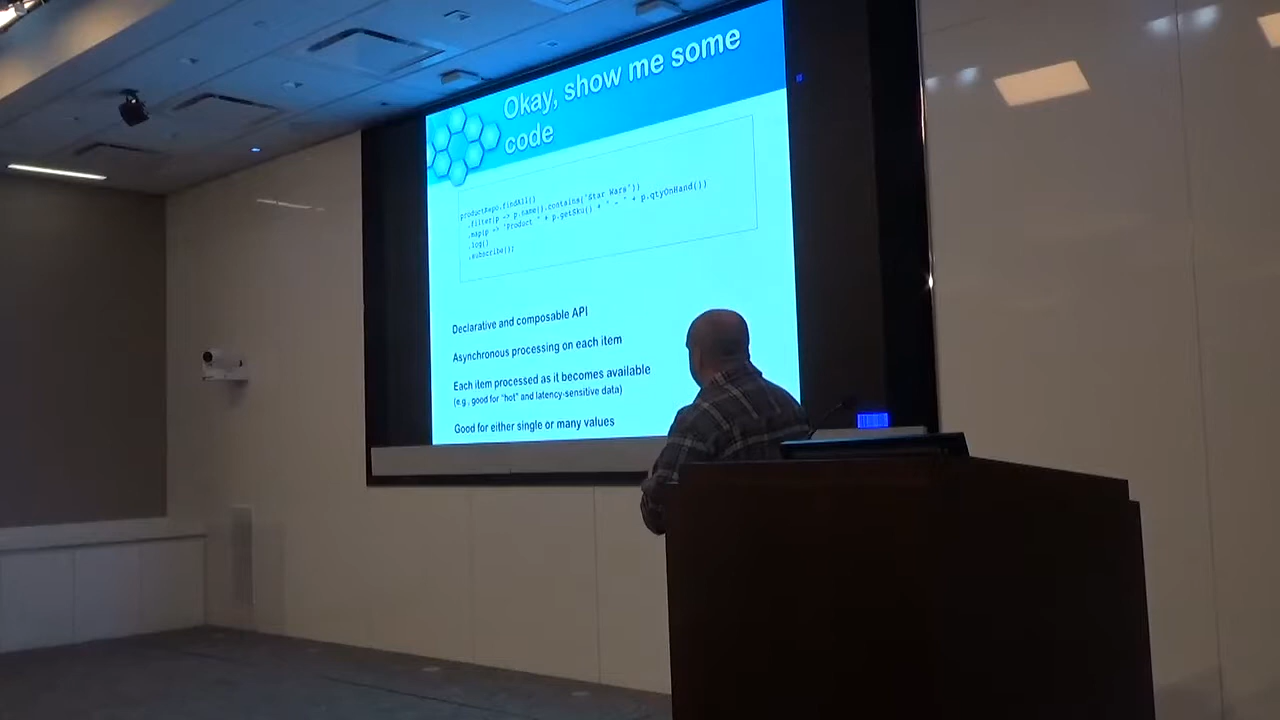 Okay, show me some
code
productRepo.findAll()
.filter(p -> p.name().contains("Star Wars"))
.map(p -> "Product " + p.getSku() + " - " + p.qtyOnHand())
.log()
.subscribe();
Declarative and composable API
Asynchronous processing on each item
Each item processed as it becomes available
(e.g., good for "hot" and latency-sensitive data)
Good for either single or many values